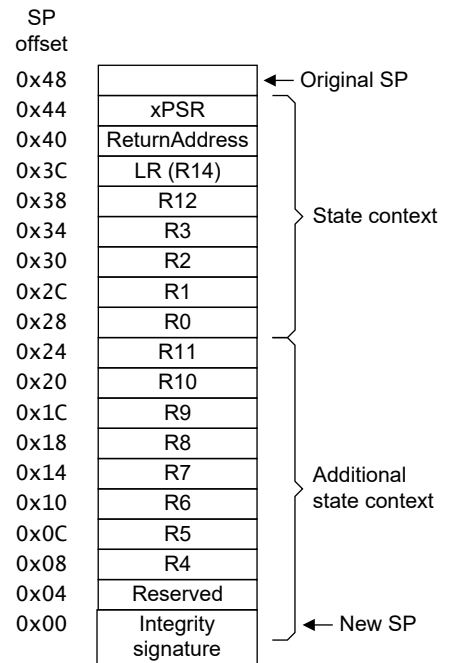 SP
offset
0x48 Original SP
0x44 xPSR
0x40 ReturnAddress
0x3C LR (R14)
0x38 R12
0x34 R3 State context
0x30 R2
0x2C R1
0x28 R0
0x24 R11
0x20 R10
0x1C R9
0x18 R8
0x14 R7 Additional
0x10 R6 state context
0x0C R5
0x08 R4
0x04 Reserved
0x00 Integrity New SP
signature